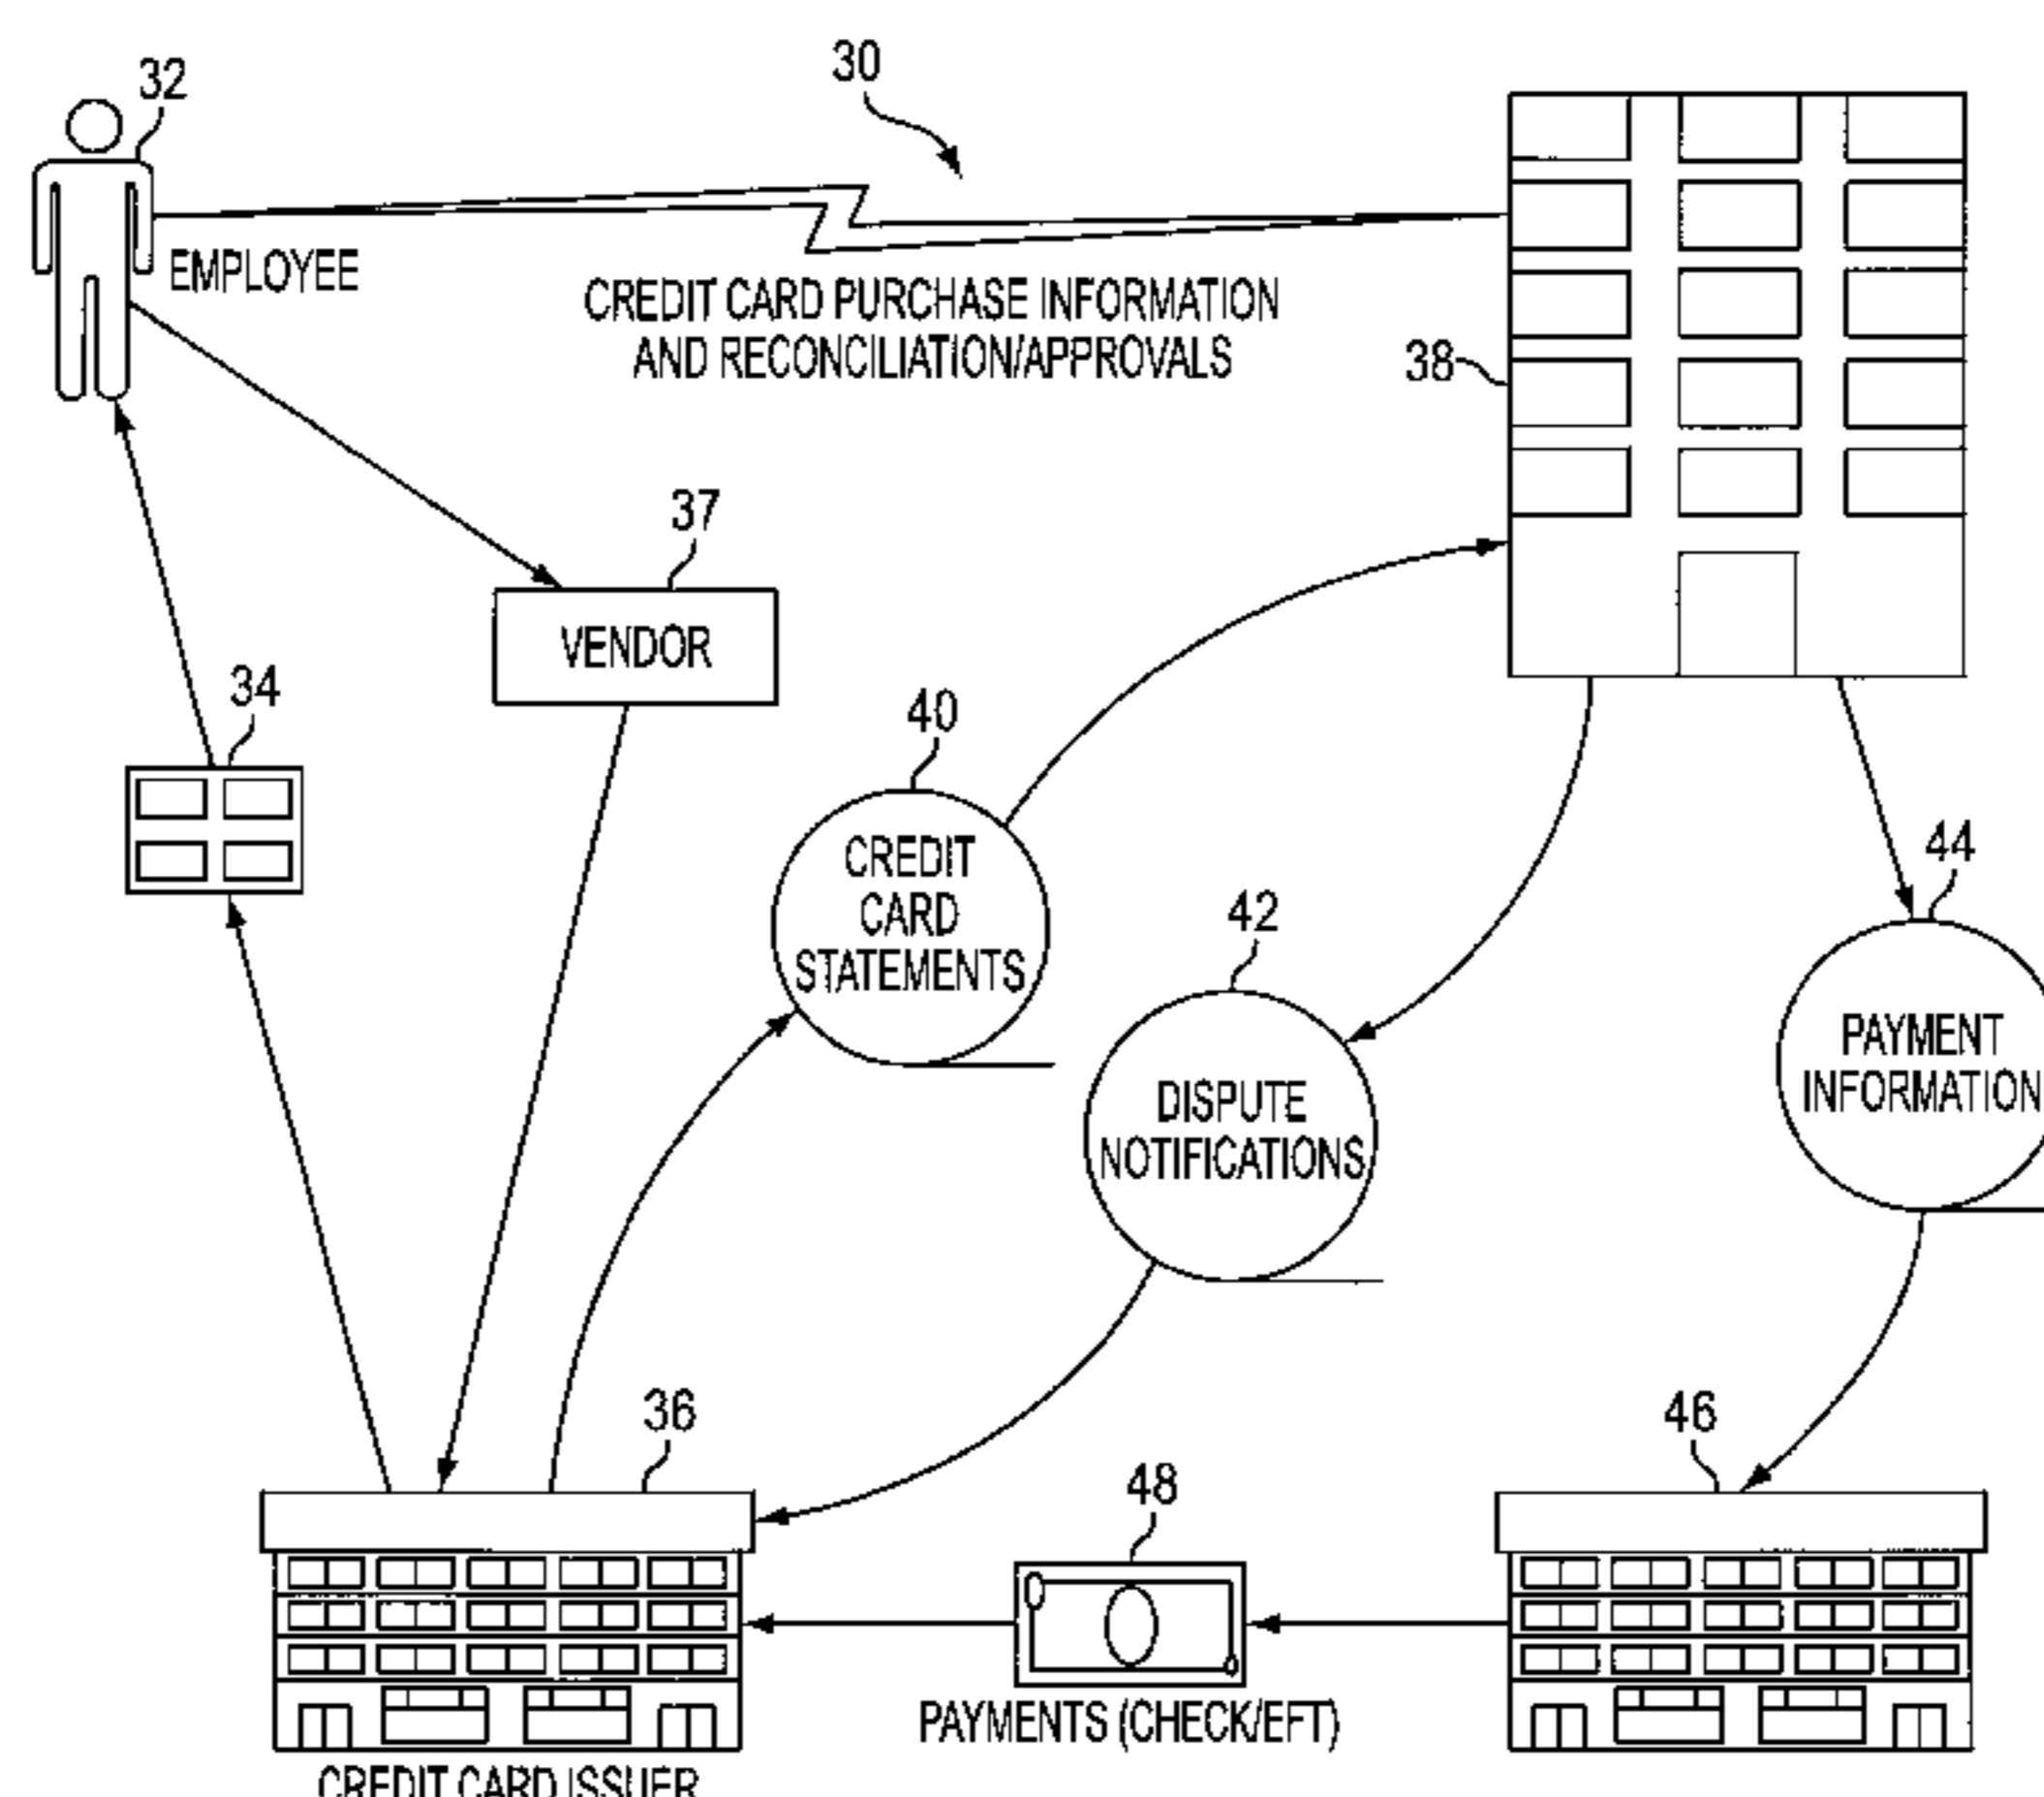 30
32
EMPLOYEE
CREDIT CARD PURCHASE INFORMATION
AND RECONCILIATION/APPROVALS
38
37
VENDOR
34
40
CREDIT
CARD
STATEMENTS
42
DISPUTE
NOTIFICATIONS
44
PAYMENT
INFORMATION
36
46
48
PAYMENTS (CHECK/EFT)
CREDIT CARD ISSUER